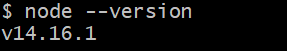 $ node --version
v14.16.1